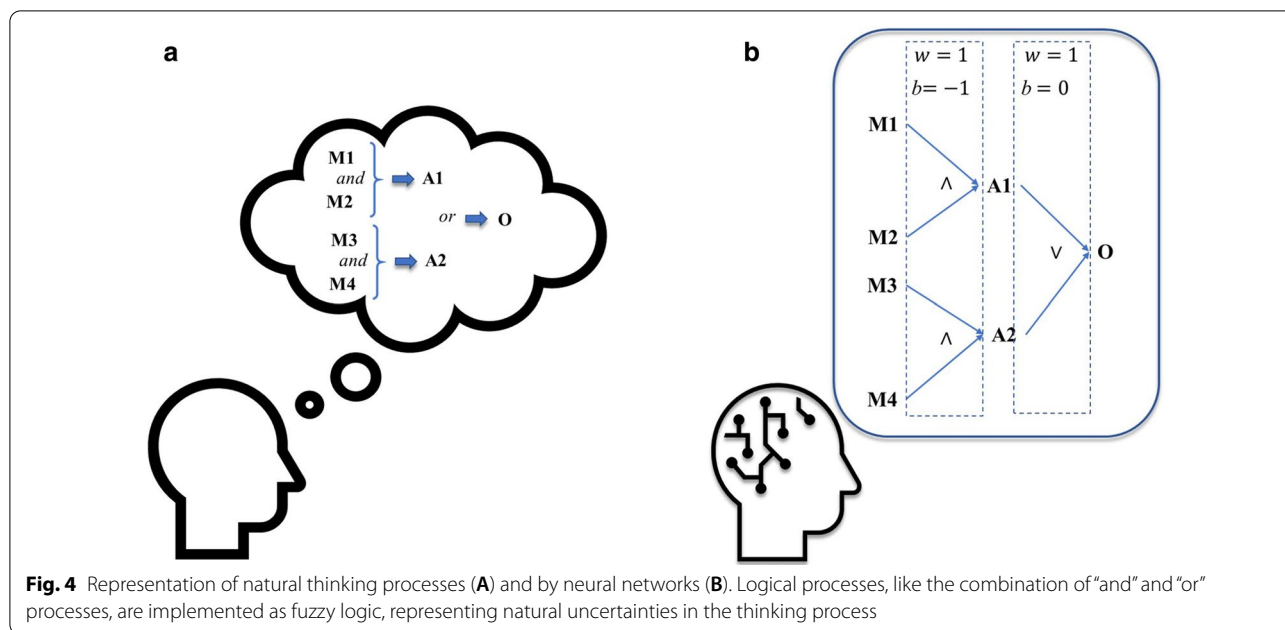 a
M1
and
M2
A1
or
O
M3
and
M4
A2
b
w = 1
w = 1
b= −1
b = 0
M1
∧
A1
M2
∨
O
M3
∧
A2
M4
Fig. 4 Representation of natural thinking processes (A) and by neural networks (B). Logical processes, like the combination of “and” and “or”
processes, are implemented as fuzzy logic, representing natural uncertainties in the thinking process